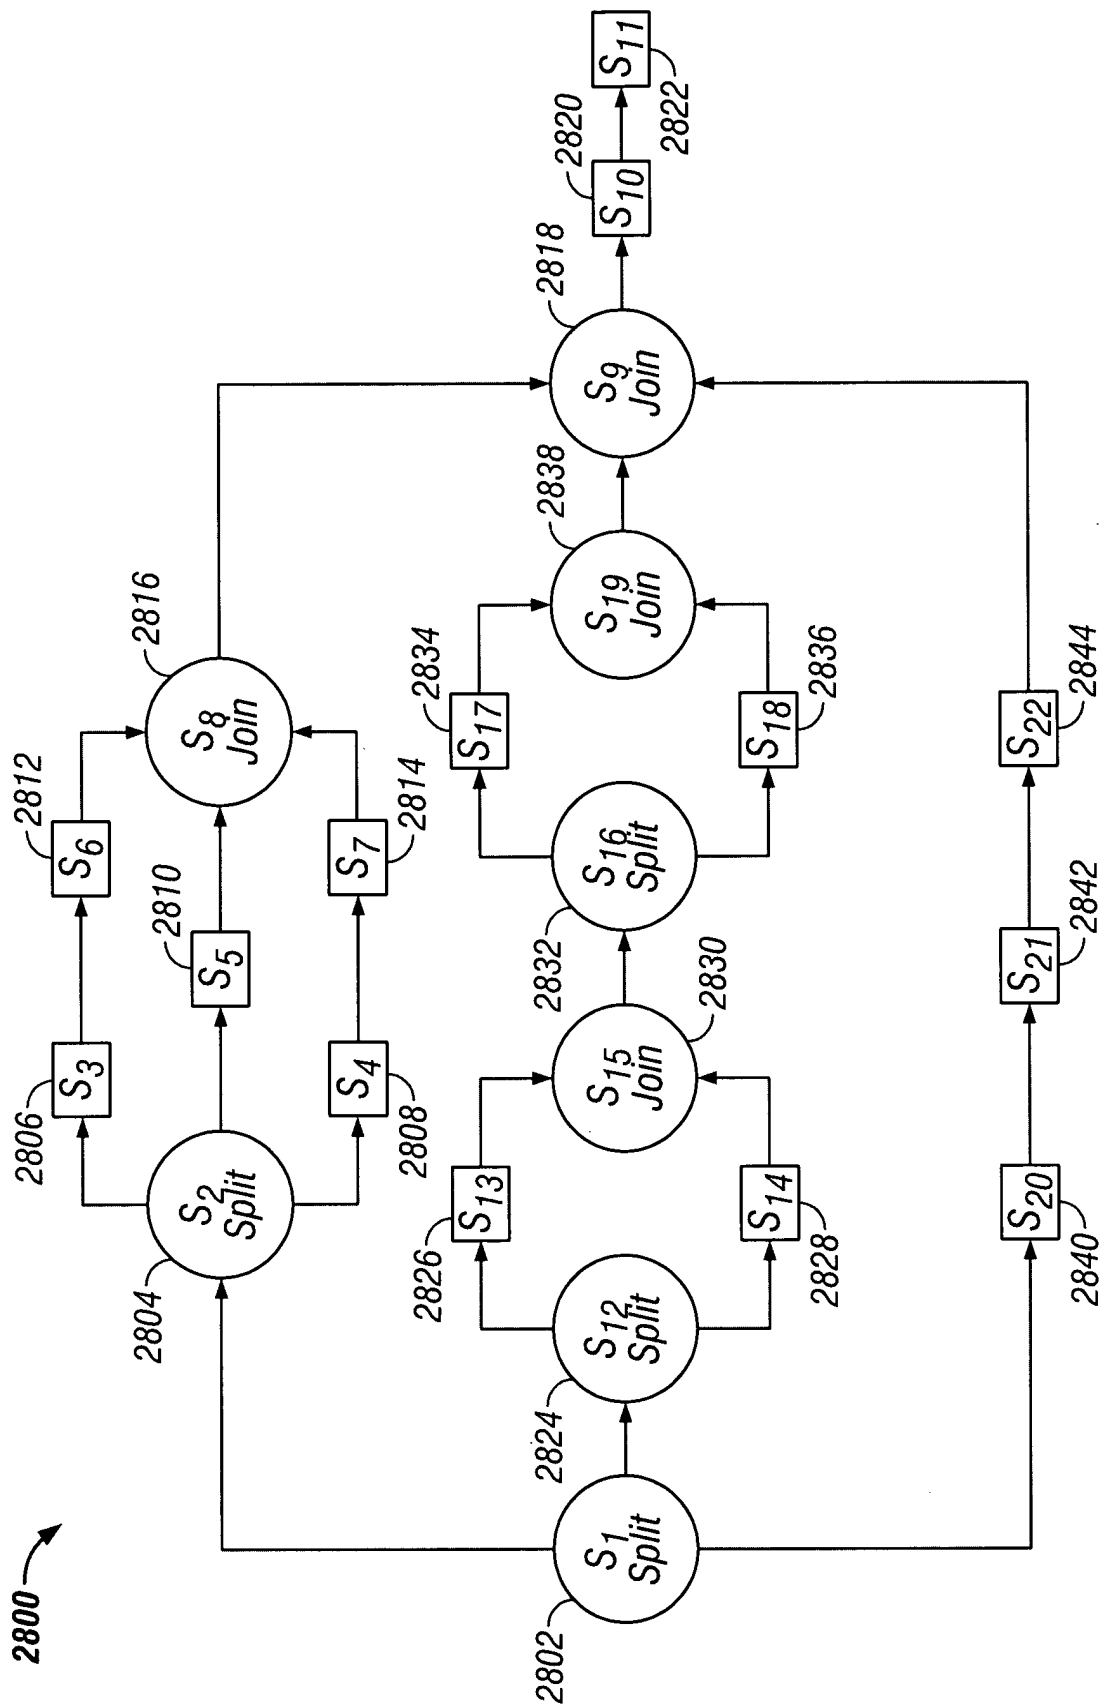 2800
2802
S1
Split
2804
S2
Split
2806
S3
2808
S4
2810
S5
2812
S6
2814
S7
2816
S8
Join
2824
S12
Split
2826
S13
2828
S14
2830
S15
Join
2832
S16
Split
2834
S17
2836
S18
2838
S19
Join
2818
S9
Join
2820
S10
2822
S11
2840
S20
2842
S21
2844
S22